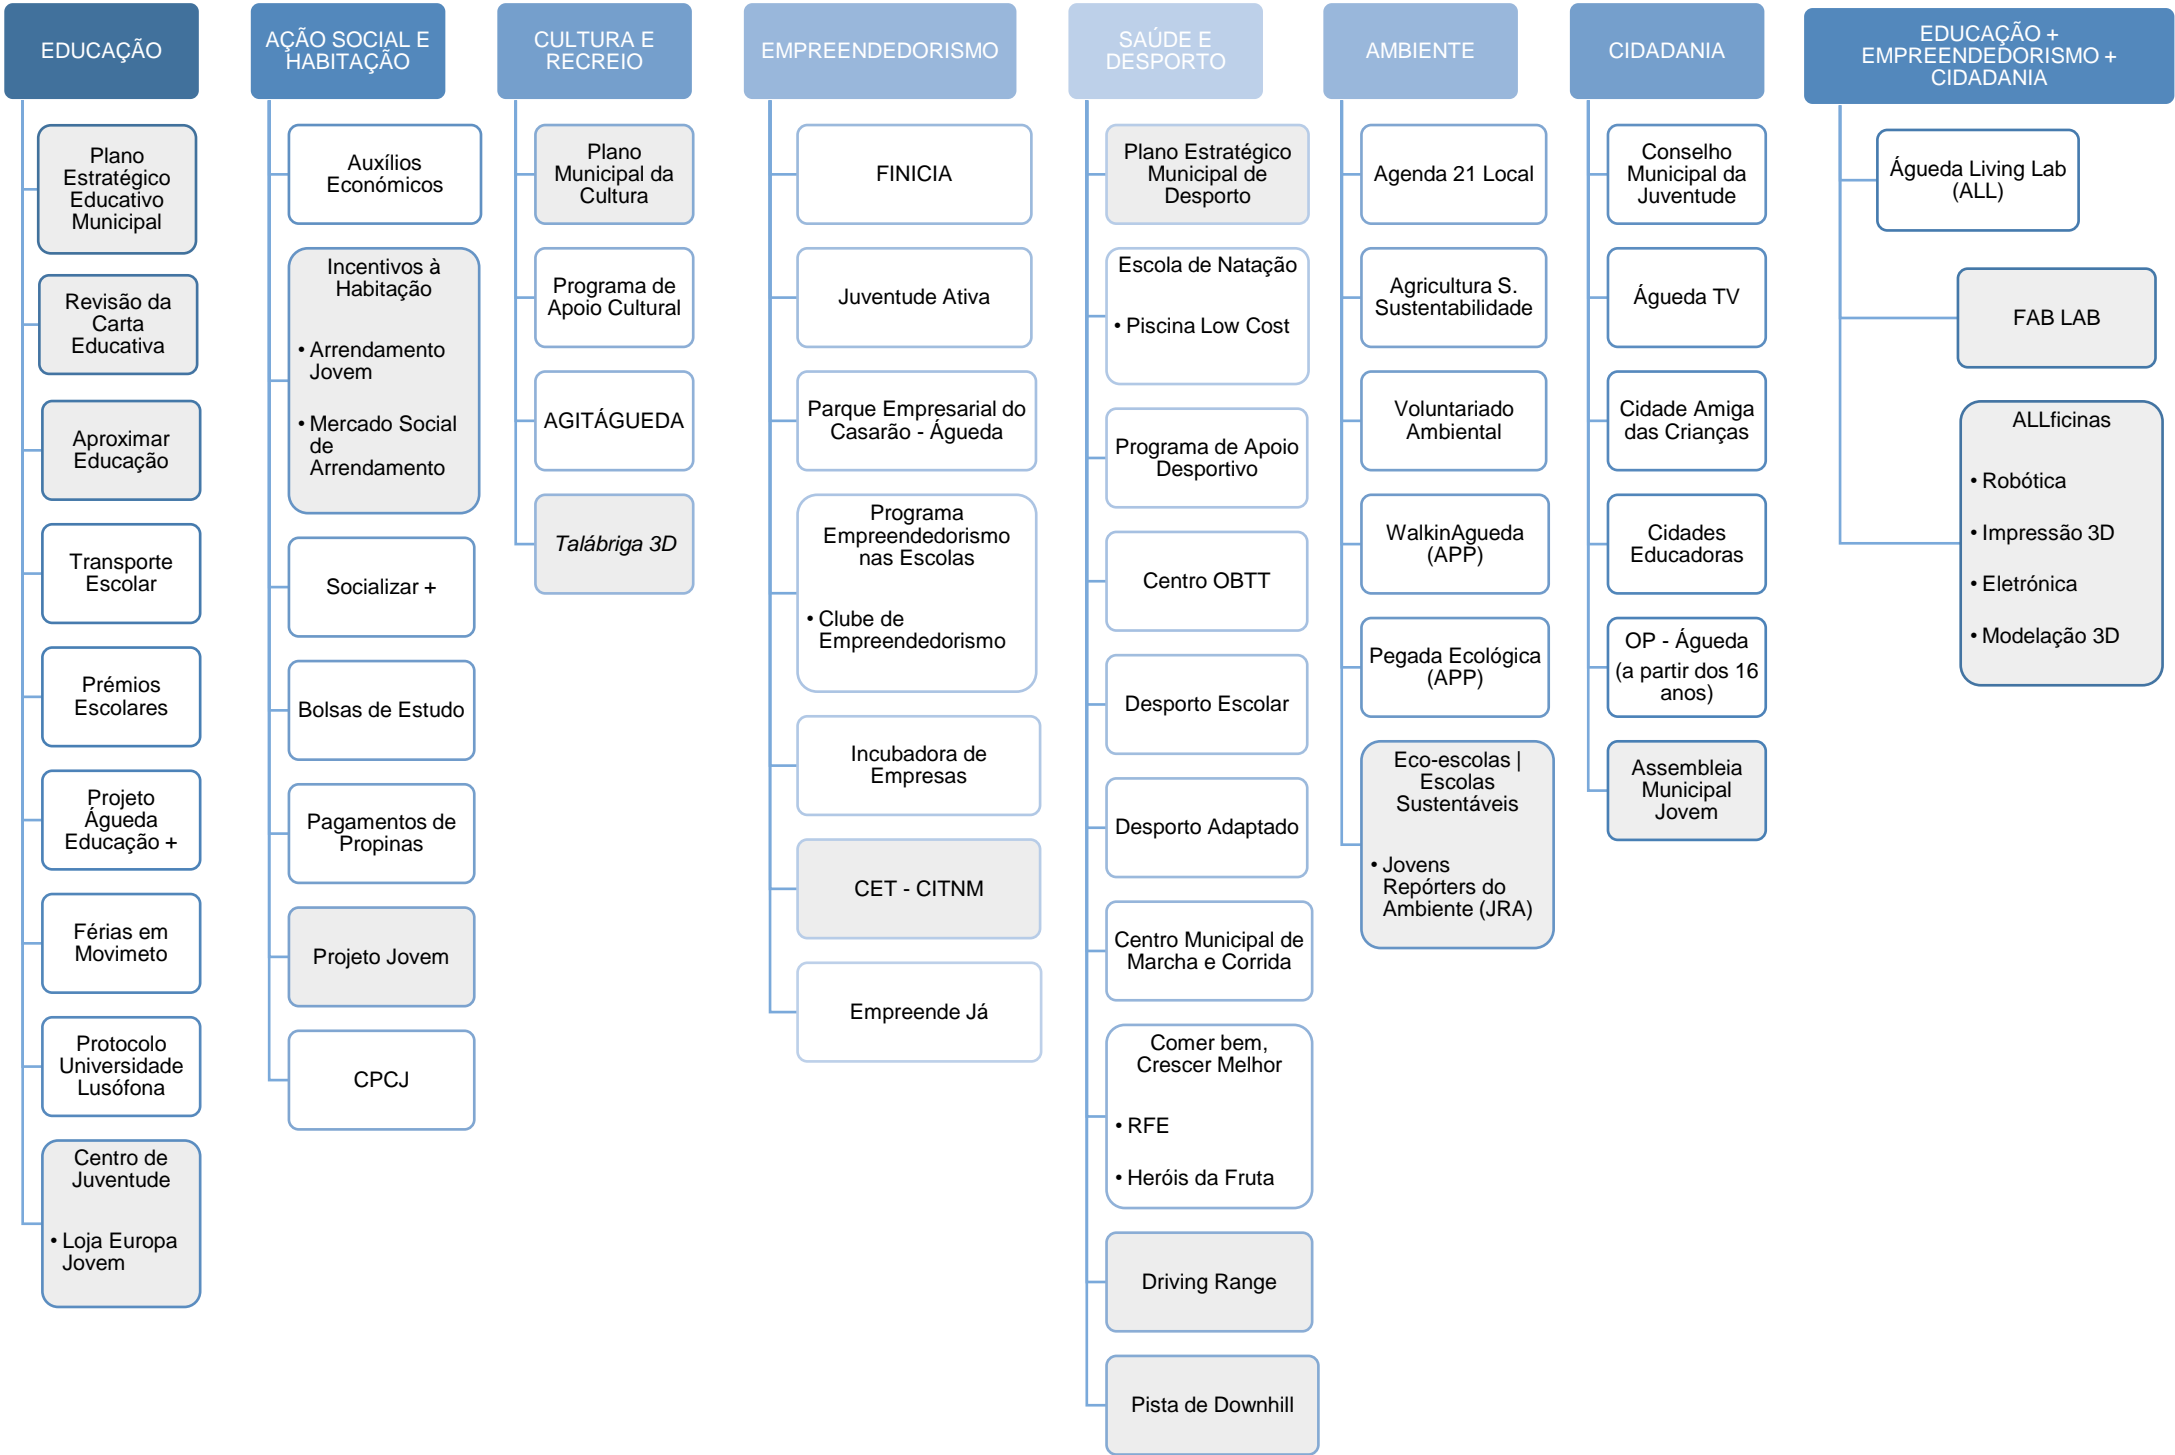 EDUCAÇÃO
Plano
Estratégico
Educativo
Municipal
Revisão da
Carta
Educativa
Aproximar
Educação
Transporte
Escolar
Prémios
Escolares
Projeto
Águeda
Educação +
Férias em
Movimeto
Protocolo
Universidade
Lusófona
Centro de
Juventude
• Loja Europa
Jovem
AÇÃO SOCIAL E
HABITAÇÃO
Auxílios
Económicos
Incentivos à
Habitação
• Arrendamento
Jovem
• Mercado Social
de
Arrendamento
Socializar +
Bolsas de Estudo
Pagamentos de
Propinas
Projeto Jovem
CPCJ
CULTURA E
RECREIO
Plano
Municipal da
Cultura
Programa de
Apoio Cultural
AGITÁGUEDA
Talábriga 3D
EMPREENDEDORISMO
FINICIA
Juventude Ativa
Parque Empresarial do
Casarão - Águeda
Programa
Empreendedorismo
nas Escolas
• Clube de
Empreendedorismo
Incubadora de
Empresas
CET - CITNM
Empreende Já
SAÚDE E
DESPORTO
Plano Estratégico
Municipal de
Desporto
Escola de Natação
• Piscina Low Cost
Programa de Apoio
Desportivo
Centro OBTT
Desporto Escolar
Desporto Adaptado
Centro Municipal de
Marcha e Corrida
Comer bem,
Crescer Melhor
• RFE
• Heróis da Fruta
Driving Range
Pista de Downhill
AMBIENTE
Agenda 21 Local
Agricultura S.
Sustentabilidade
Voluntariado
Ambiental
WalkinAgueda
(APP)
Pegada Ecológica
(APP)
Eco-escolas |
Escolas
Sustentáveis
• Jovens
Repórters do
Ambiente (JRA)
CIDADANIA
Conselho
Municipal da
Juventude
Águeda TV
Cidade Amiga
das Crianças
Cidades
Educadoras
OP - Águeda
(a partir dos 16
anos)
Assembleia
Municipal
Jovem
EDUCAÇÃO +
EMPREENDEDORISMO +
CIDADANIA
Águeda Living Lab
(ALL)
FAB LAB
ALLficinas
• Robótica
• Impressão 3D
• Eletrónica
• Modelação 3D